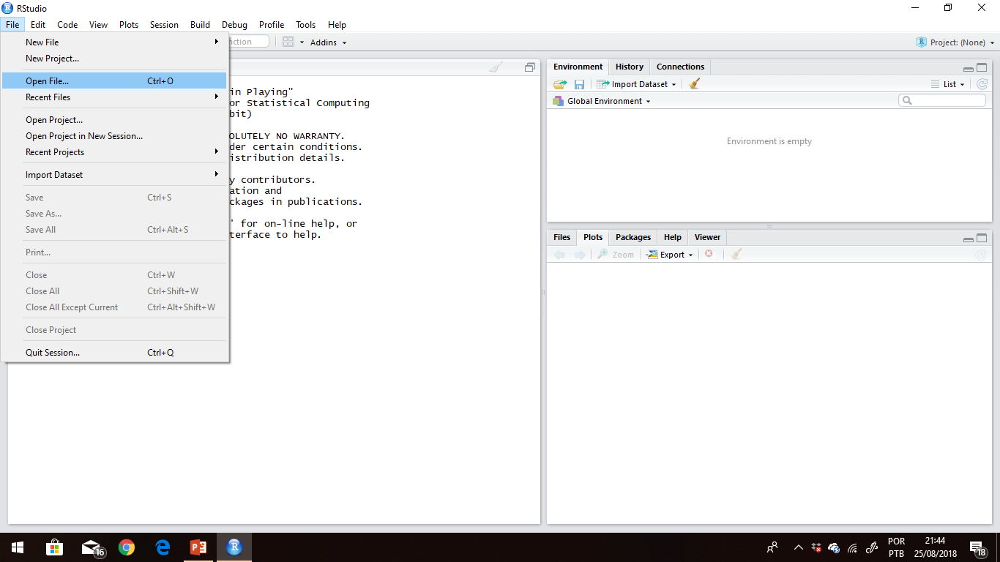 RStudio
File Edit Code View Plots Session Build Debug Profile Tools Help
nction Addins Project: (None)
New File
New Project...
Open File... Ctrl+O
Recent Files
Open Project...
Open Project in New Session...
Recent Projects
Import Dataset
Save Ctrl+S
Save As...
Save All Ctrl+Alt+S
Print...
Close Ctrl+W
Close All Ctrl+Shift+W
Close All Except Current Ctrl+Alt+Shift+W
Close Project
Quit Session... Ctrl+Q
in Playing"
or Statistical Computing
bit)
OLUTELY NO WARRANTY.
der certain conditions.
istribution details.
y contributors.
ation and
ckages in publications.
' for on-line help, or
terface to help.
Environment History Connections
Import Dataset List
Global Environment
Environment is empty
Files Plots Packages Help Viewer
Zoom Export
16
POR
PTB
21:44
25/08/2018
18